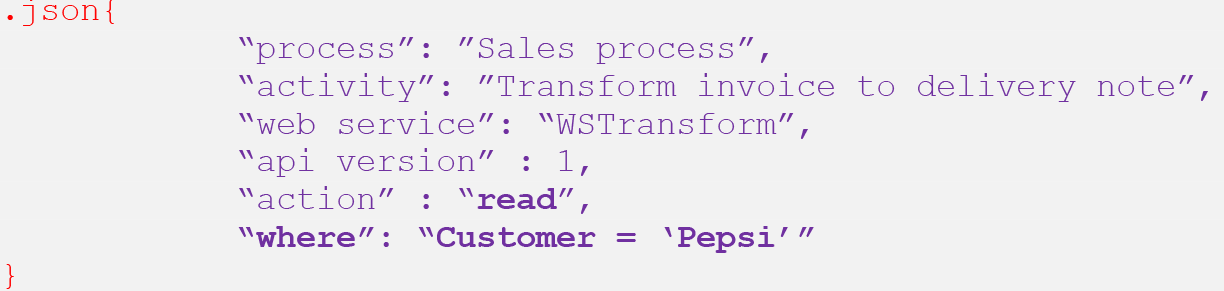 .json{
“process”: ”Sales process”,
“activity”: ”Transform invoice to delivery note”,
“web service”: “WSTransform”,
“api version” : 1,
“action” : “read”,
“where”: “Customer = ‘Pepsi’”
}